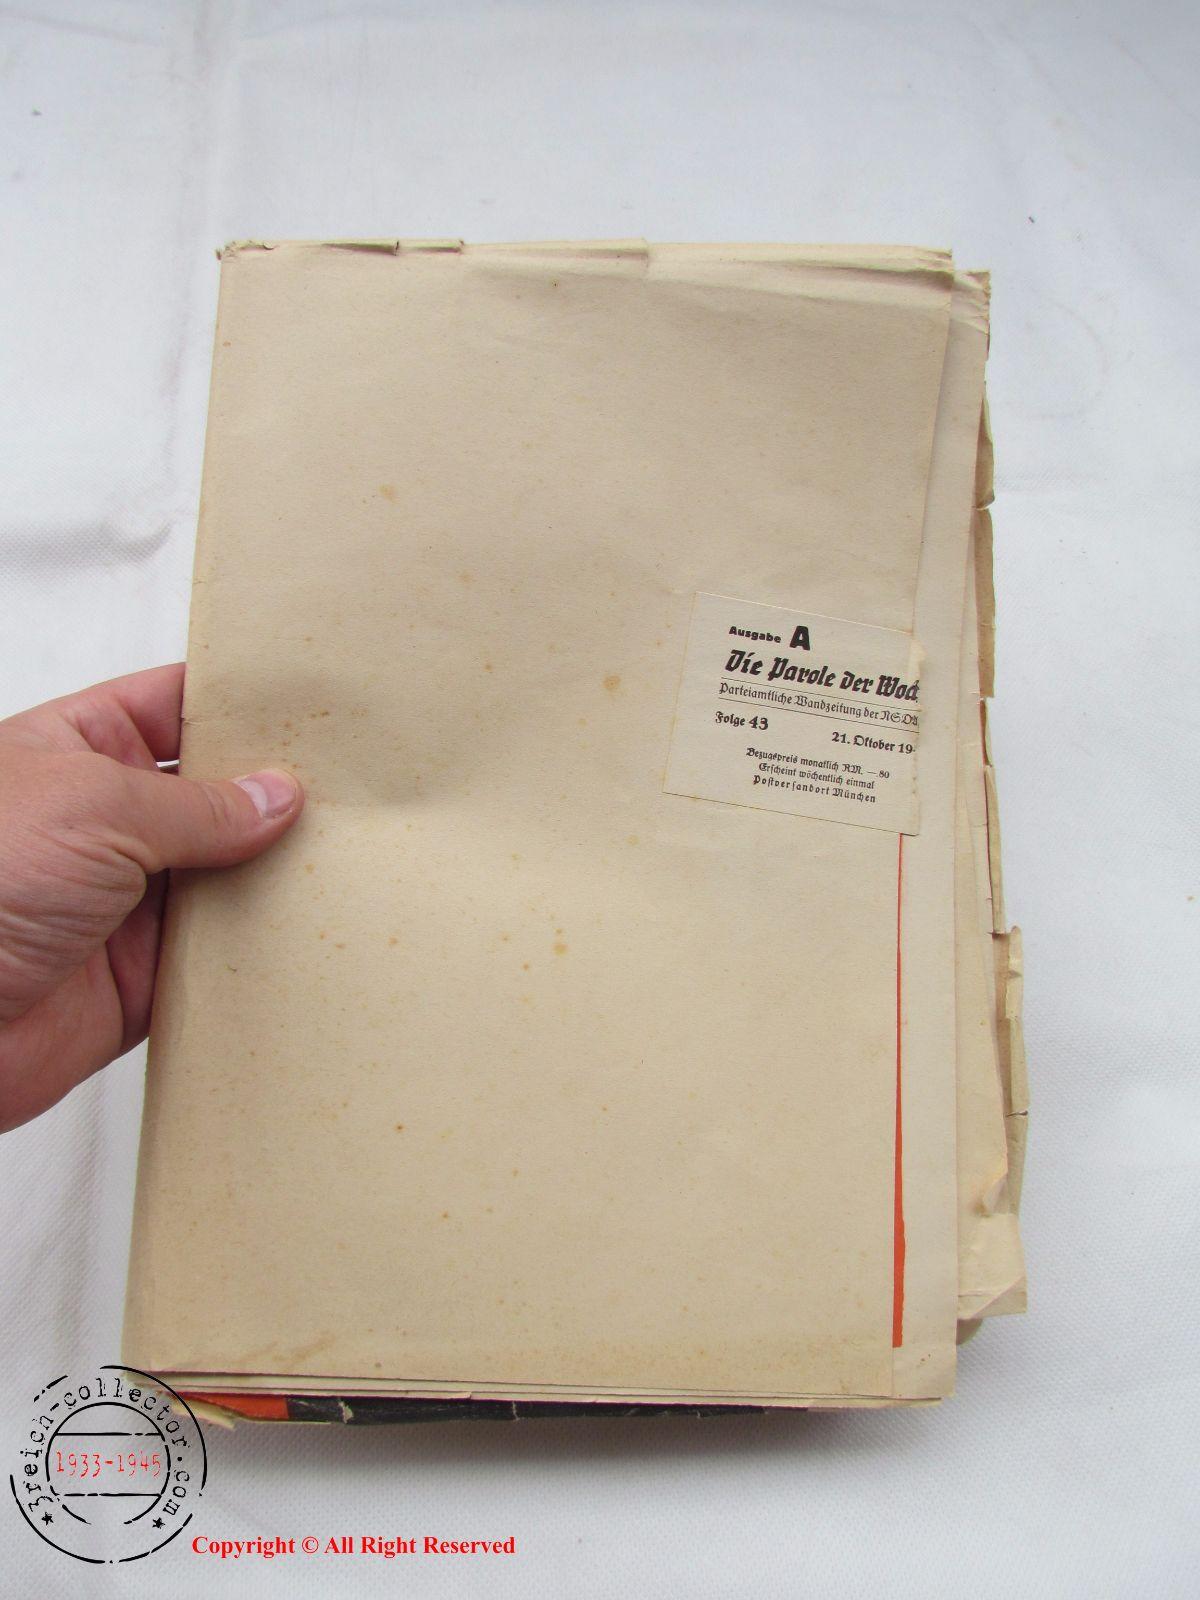 Ausgabe A
Die Parole der Woc
Parteiamtliche Wandzeitung der NSDA
Folge 43
21. Oktober 19
Bezugspreis monatlich RM. —.80
Erscheint wöchentlich einmal
Postversandort München
3reich-collector.com
1933-1945
Copyright © All Right Reserved